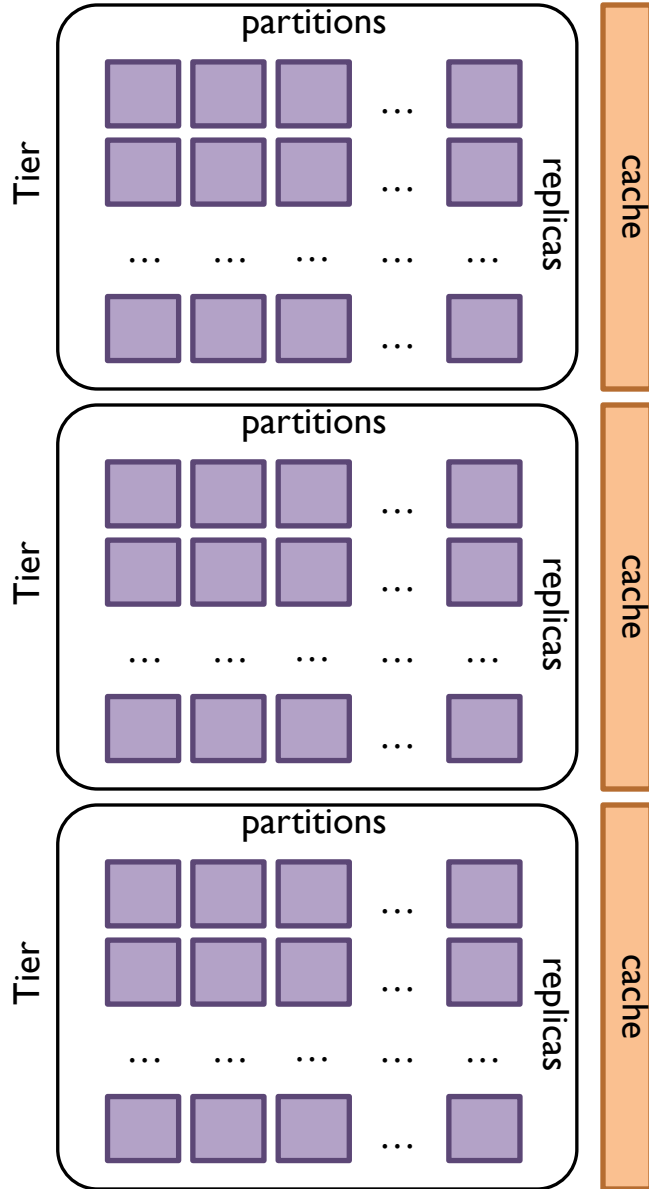 partitions
…
Tier
…
replicas
cache
… … … … …
…
partitions
…
Tier
…
replicas
cache
… … … … …
…
partitions
…
Tier
…
replicas
cache
… … … … …
…